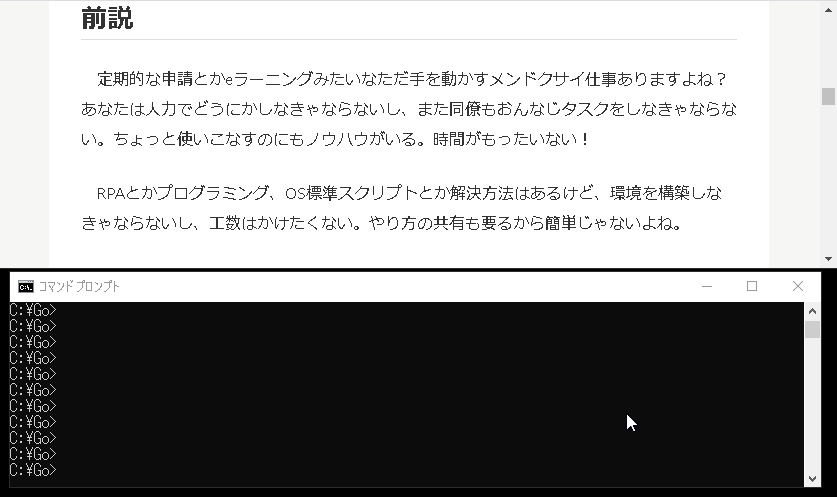 前説
定期的な申請とかeラーニングみたいなただ手を動かすメンドクサイ仕事ありますよね？
あなたは人力でどうにかしなきゃならないし、また同僚もおんなじタスクをしなきゃならな
い。ちょっと使いこなすのにもノウハウがいる。時間がもったいない！
RPAとかプログラミング、OS標準スクリプトとか解決方法はあるけど、環境を構築しな
きゃならないし、工数はかけたくない。やり方の共有も要るから簡単じゃないよね。
コマンドプロンプト
C:¥Go>
C:¥Go>
C:¥Go>
C:¥Go>
C:¥Go>
C:¥Go>
C:¥Go>
C:¥Go>
C:¥Go>
C:¥Go>
C:¥Go>